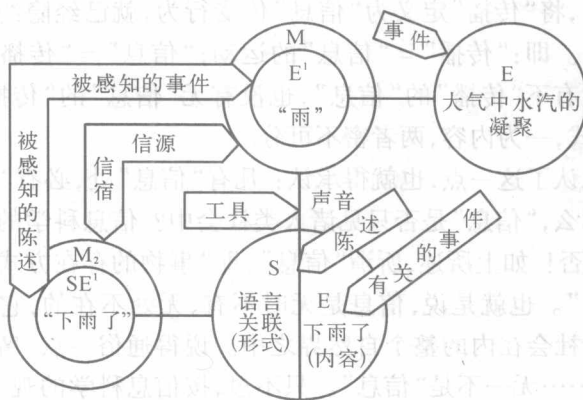 M
E¹
“雨”
事件
E
大气中水汽的
凝聚
被感知的事件
信源
信宿
被感知的陈述
工具
声音
陈述
有关的事件
M₂
SE¹
“下雨了”
S
语言
关联
(形式)
E
下雨了
(内容)